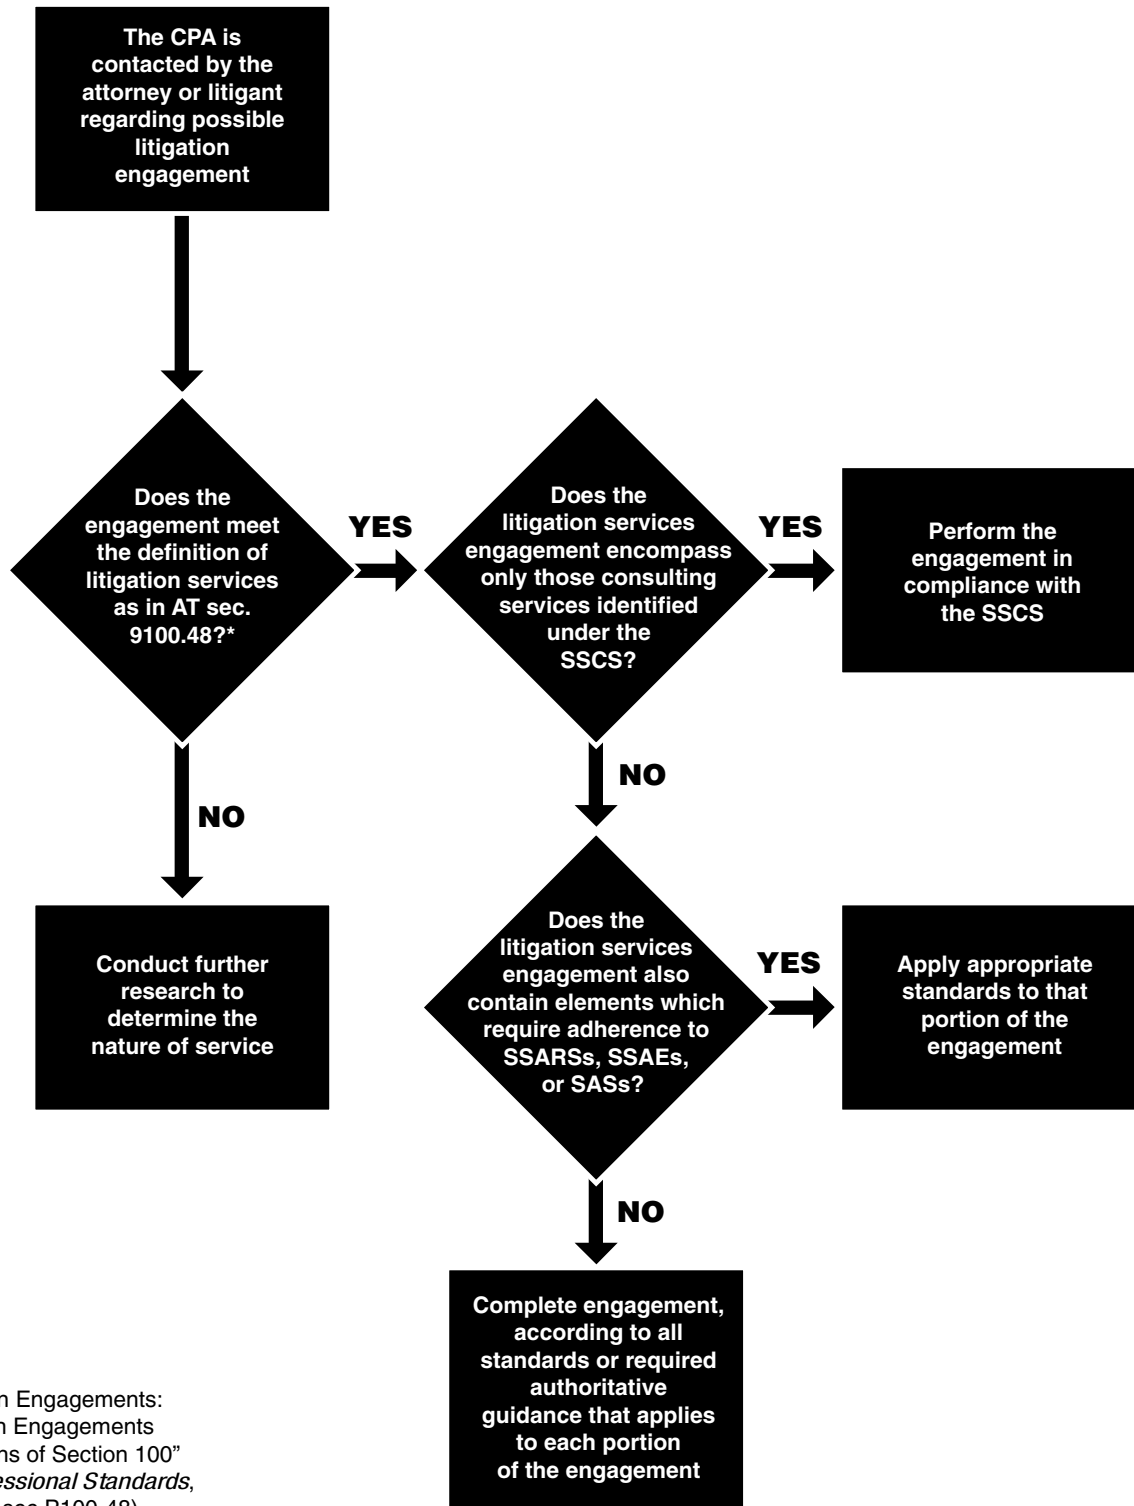 The CPA is
contacted by the
attorney or litigant
regarding possible
litigation
engagement
Does the
engagement meet
the definition of
litigation services
as in AT sec.
9100.48?*
YES
Does the
litigation services
engagement encompass
only those consulting
services identified
under the
SSCS?
YES
Perform the
engagement in
compliance with
the SSCS
NO
NO
Conduct further
research to
determine the
nature of service
Does the
litigation services
engagement also
contain elements which
require adherence to
SSARSs, SSAEs,
or SASs?
YES
Apply appropriate
standards to that
portion of the
engagement
NO
Complete engagement,
according to all
standards or required
authoritative
guidance that applies
to each portion
of the engagement
n Engagements:
n Engagements
ns of Section 100”
essional Standards,